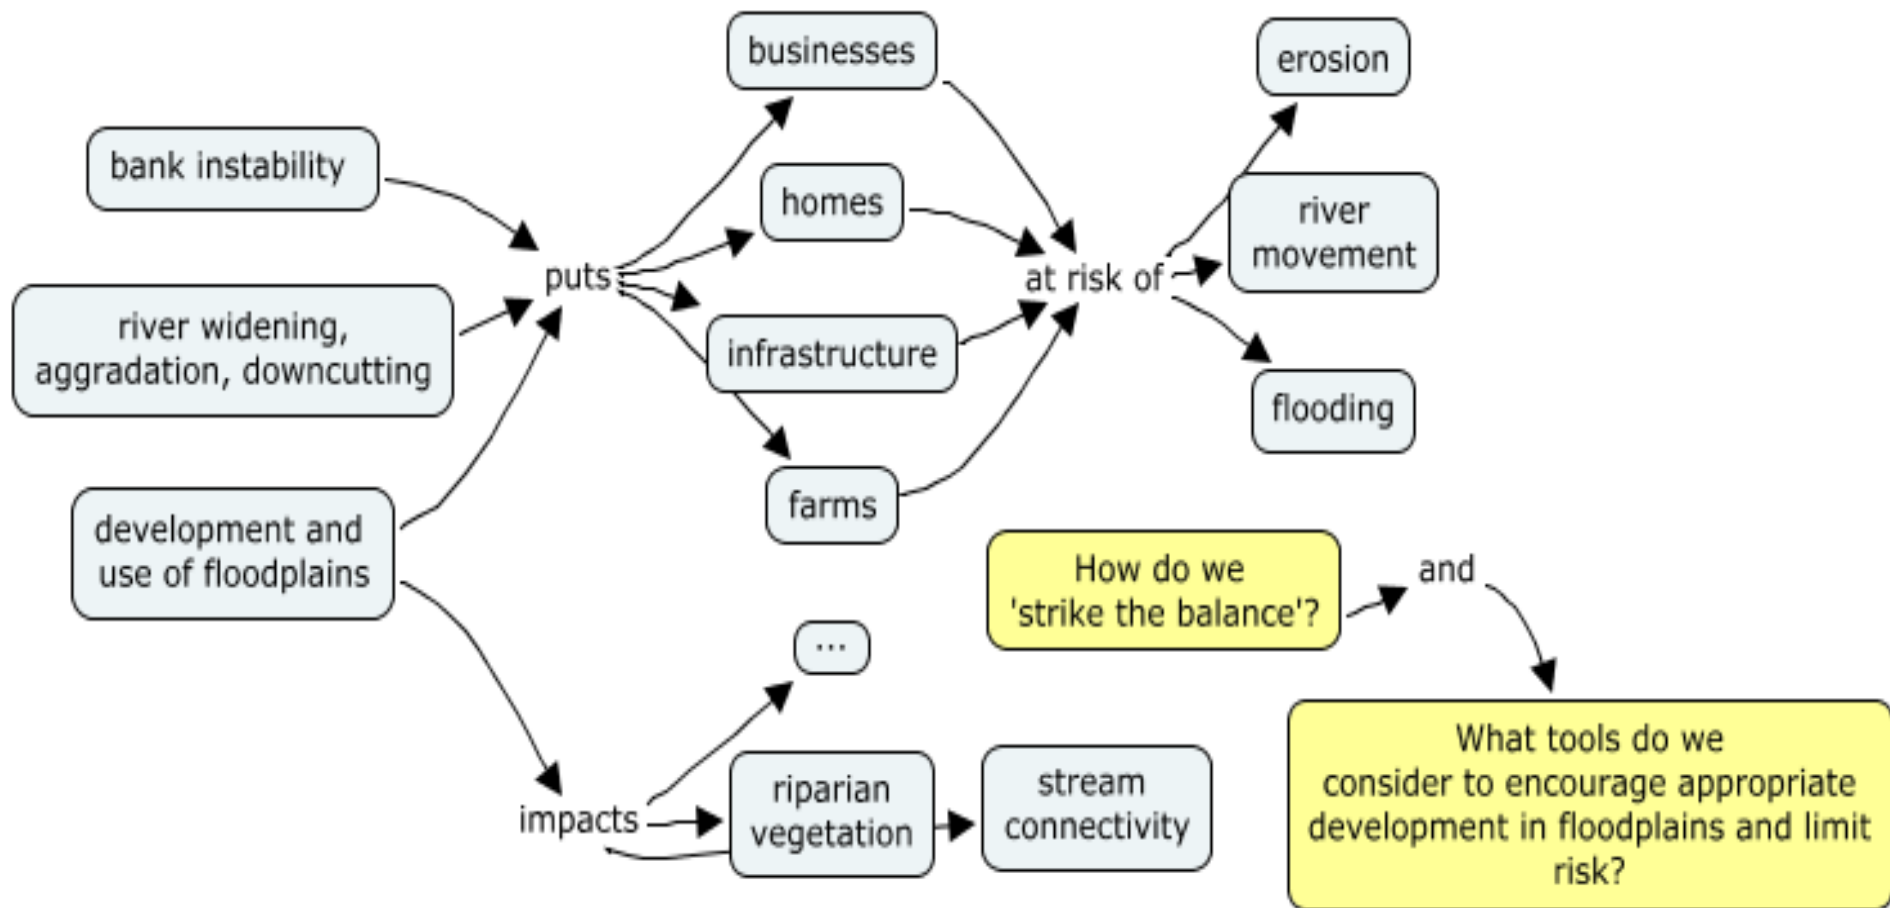 businesses
erosion
bank instability
homes
river
movement
puts
at risk of
river widening,
aggradation, downcutting
infrastructure
flooding
farms
development and
use of floodplains
How do we
'strike the balance'?
and
...
What tools do we
consider to encourage appropriate
development in floodplains and limit
risk?
impacts
riparian
vegetation
stream
connectivity